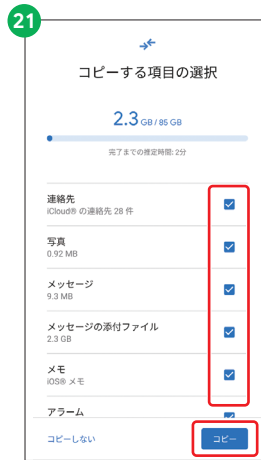 21
コピーする項目の選択
2.3 GB / 85 GB
完了までの推定時間: 2分
連絡先
iCloud® の連絡先 28 件
写真
0.92 MB
メッセージ
9.3 MB
メッセージの添付ファイル
2.3 GB
メモ
iOS® メモ
アラーム
コピーしない
コピー